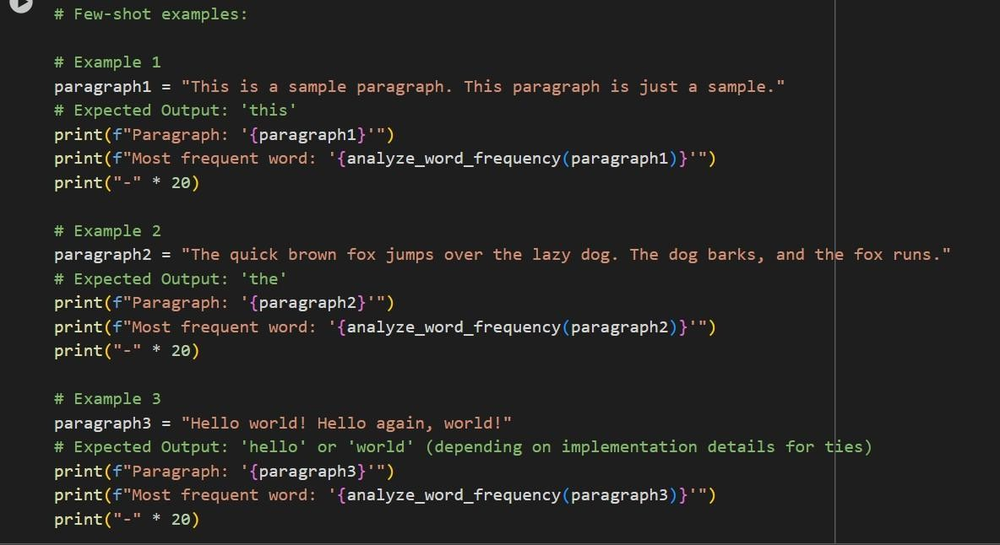 # Few-shot examples:
# Example 1
paragraph1 = "This is a sample paragraph. This paragraph is just a sample."
# Expected Output: 'this'
print(f"Paragraph: '{paragraph1}'")
print(f"Most frequent word: '{analyze_word_frequency(paragraph1)}'")
print("-" * 20)
# Example 2
paragraph2 = "The quick brown fox jumps over the lazy dog. The dog barks, and the fox runs."
# Expected Output: 'the'
print(f"Paragraph: '{paragraph2}'")
print(f"Most frequent word: '{analyze_word_frequency(paragraph2)}'")
print("-" * 20)
# Example 3
paragraph3 = "Hello world! Hello again, world!"
# Expected Output: 'hello' or 'world' (depending on implementation details for ties)
print(f"Paragraph: '{paragraph3}'")
print(f"Most frequent word: '{analyze_word_frequency(paragraph3)}'")
print("-" * 20)